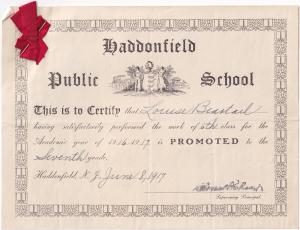 Haddonfield
Public School
This is to Certify that Louise
having satisfactorily performed the work of 6th class for the
Academic year of 1916-1917 is PROMOTED to the
Seventh grade.
Haddonfield, N. J. June 8, 1917
Supervising Principal